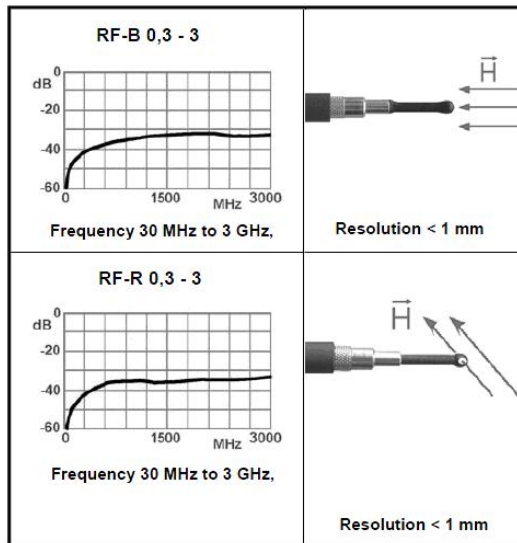 RF-B 0,3 - 3
0
dB
-20
-40
-60
0
1500
3000
MHz
Frequency 30 MHz to 3 GHz,
H
Resolution < 1 mm
RF-R 0,3 - 3
0
dB
-20
-40
-60
0
1500
3000
MHz
Frequency 30 MHz to 3 GHz,
H
Resolution < 1 mm